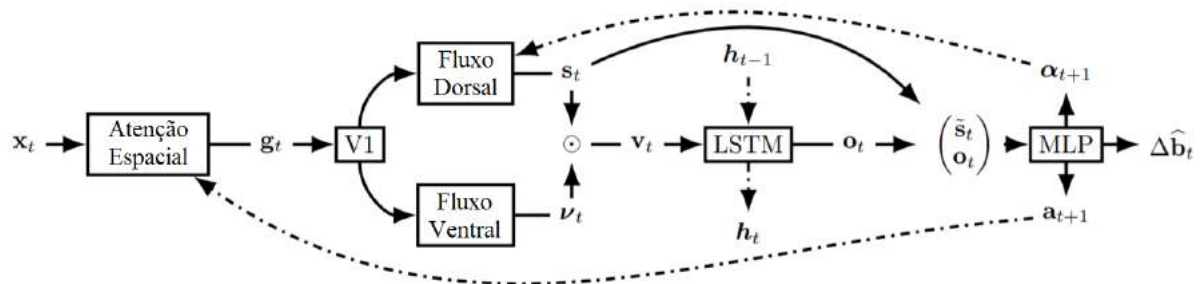 x_t
Atenção
Espacial
g_t
V1
Fluxo
Dorsal
s_t
Fluxo
Ventral
ν_t
⊙
v_t
h_{t−1}
LSTM
h_t
o_t
s̃_t
o_t
MLP
α_{t+1}
Δb̂_t
a_{t+1}